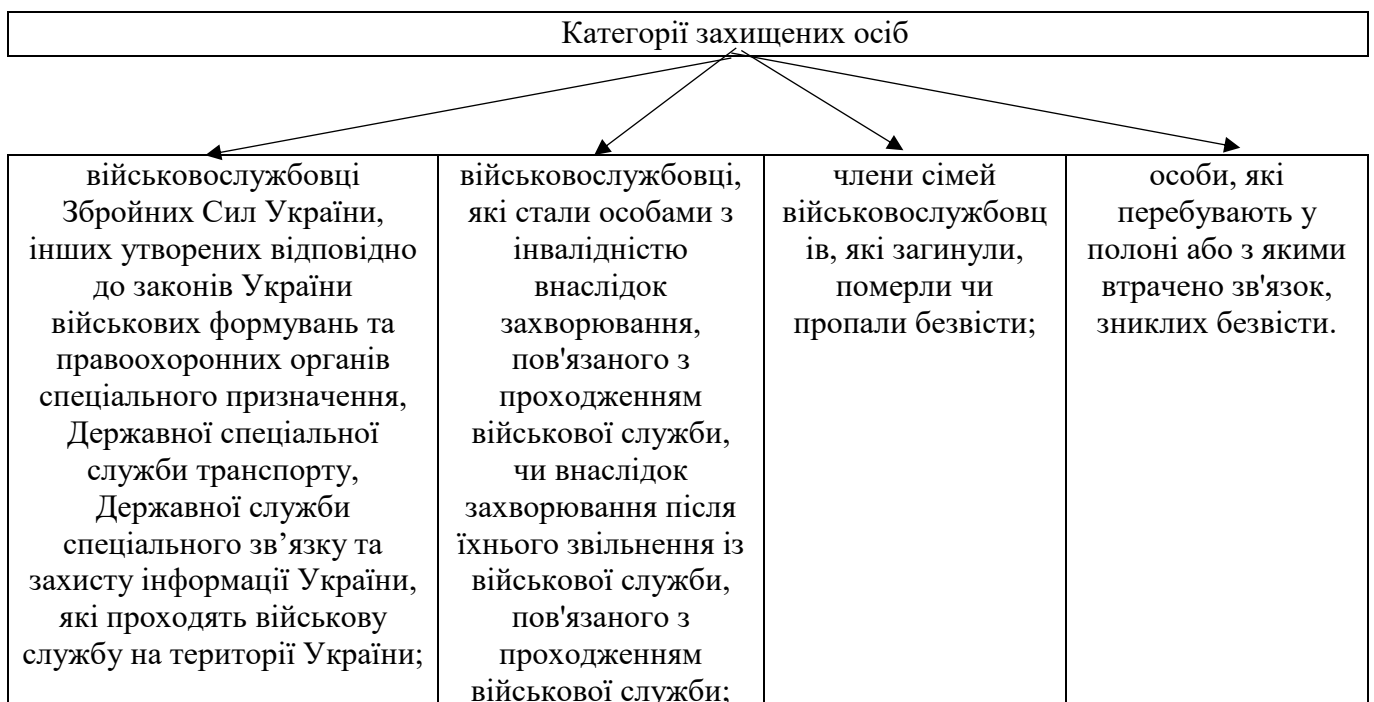 Категорії захищених осіб
військовослужбовці
Збройних Сил України,
інших утворених відповідно
до законів України
військових формувань та
правоохоронних органів
спеціального призначення,
Державної спеціальної
служби транспорту,
Державної служби
спеціального зв’язку та
захисту інформації України,
які проходять військову
службу на території України;
військовослужбовці,
які стали особами з
інвалідністю
внаслідок
захворювання,
пов'язаного з
проходженням
військової служби,
чи внаслідок
захворювання після
їхнього звільнення із
військової служби,
пов'язаного з
проходженням
військової служби;
члени сімей
військовослужбовц
ів, які загинули,
померли чи
пропали безвісти;
особи, які
перебувають у
полоні або з якими
втрачено зв'язок,
зниклих безвісти.